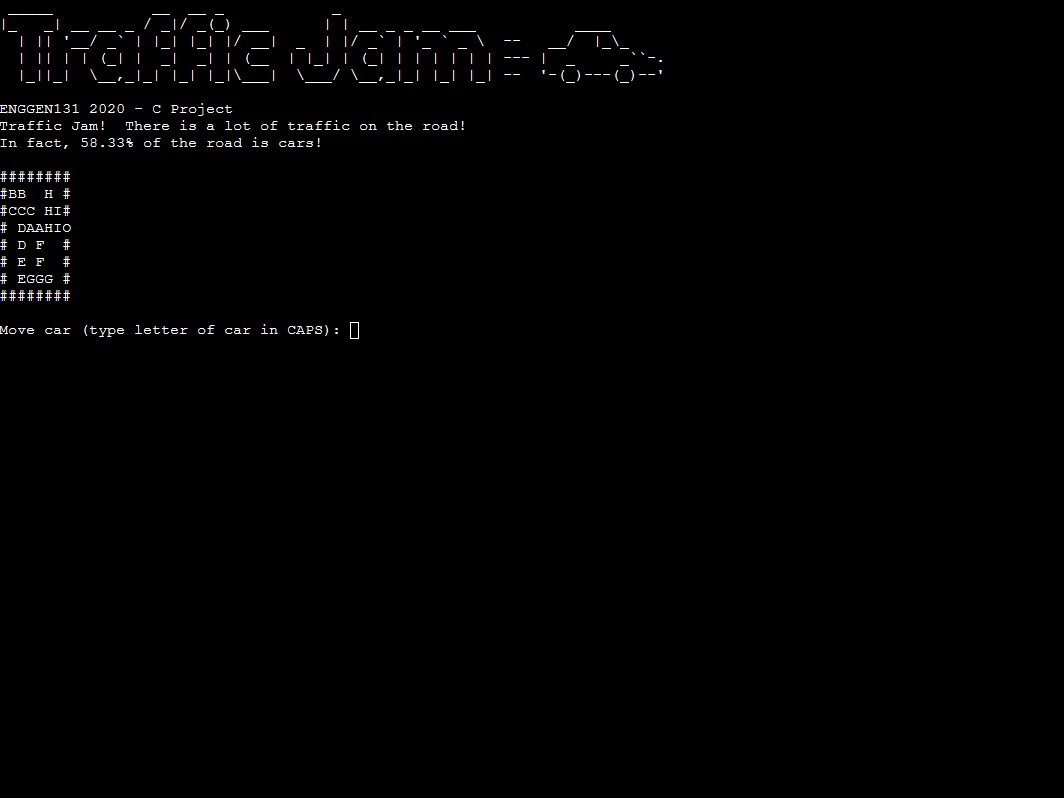 Traffic Jam
ENGGEN131 2020 - C Project
Traffic Jam!  There is a lot of traffic on the road!
In fact, 58.33% of the road is cars!
########
#BB  H #
#CCC HI#
# DAAHIO
# D F  #
# E F  #
# EGGG #
########
Move car (type letter of car in CAPS):